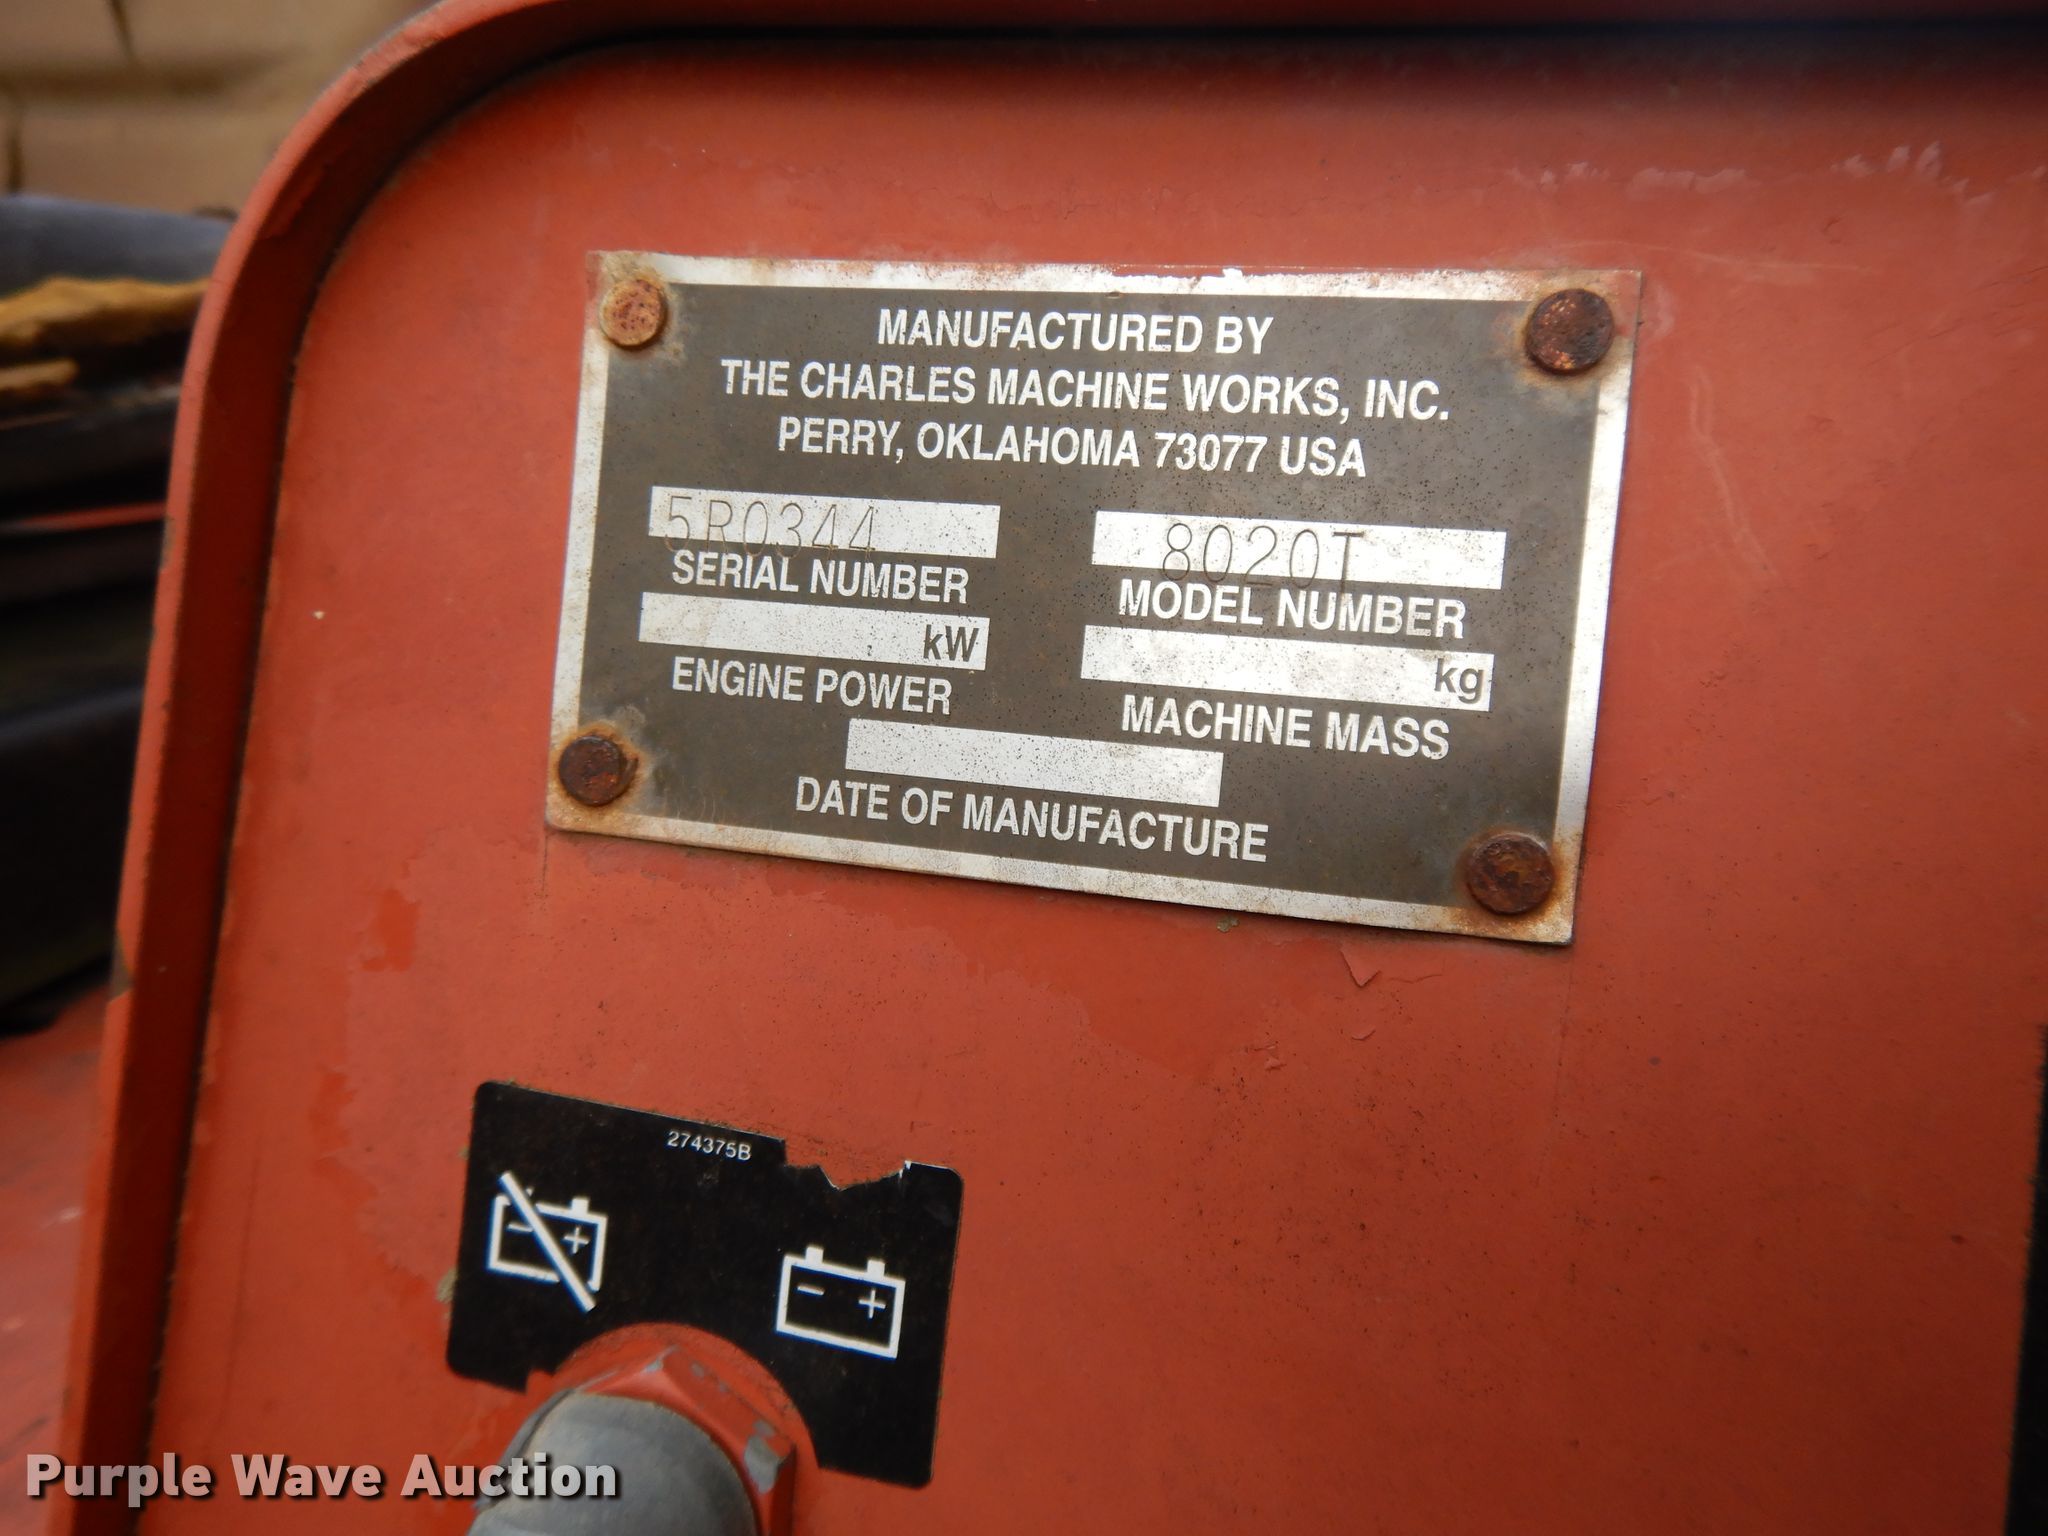 MANUFACTURED BY
THE CHARLES MACHINE WORKS, INC.
PERRY, OKLAHOMA 73077 USA
5R0344 8020T
SERIAL NUMBER MODEL NUMBER
kW kg
ENGINE POWER MACHINE MASS
DATE OF MANUFACTURE
274375B
- +
- +
Purple Wave Auction